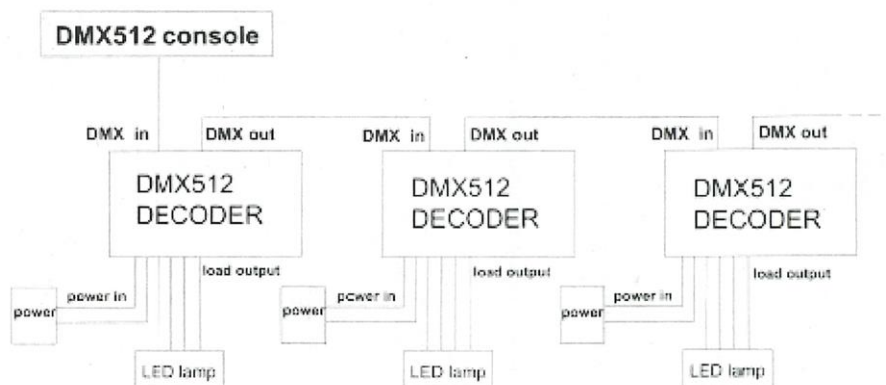 DMX512 console
DMX in
DMX out
DMX in
DMX out
DMX in
DMX out
DMX512
DECODER
DMX512
DECODER
DMX512
DECODER
load output
load output
load output
power
power in
power
power in
power
power in
LED lamp
LED lamp
LED lamp